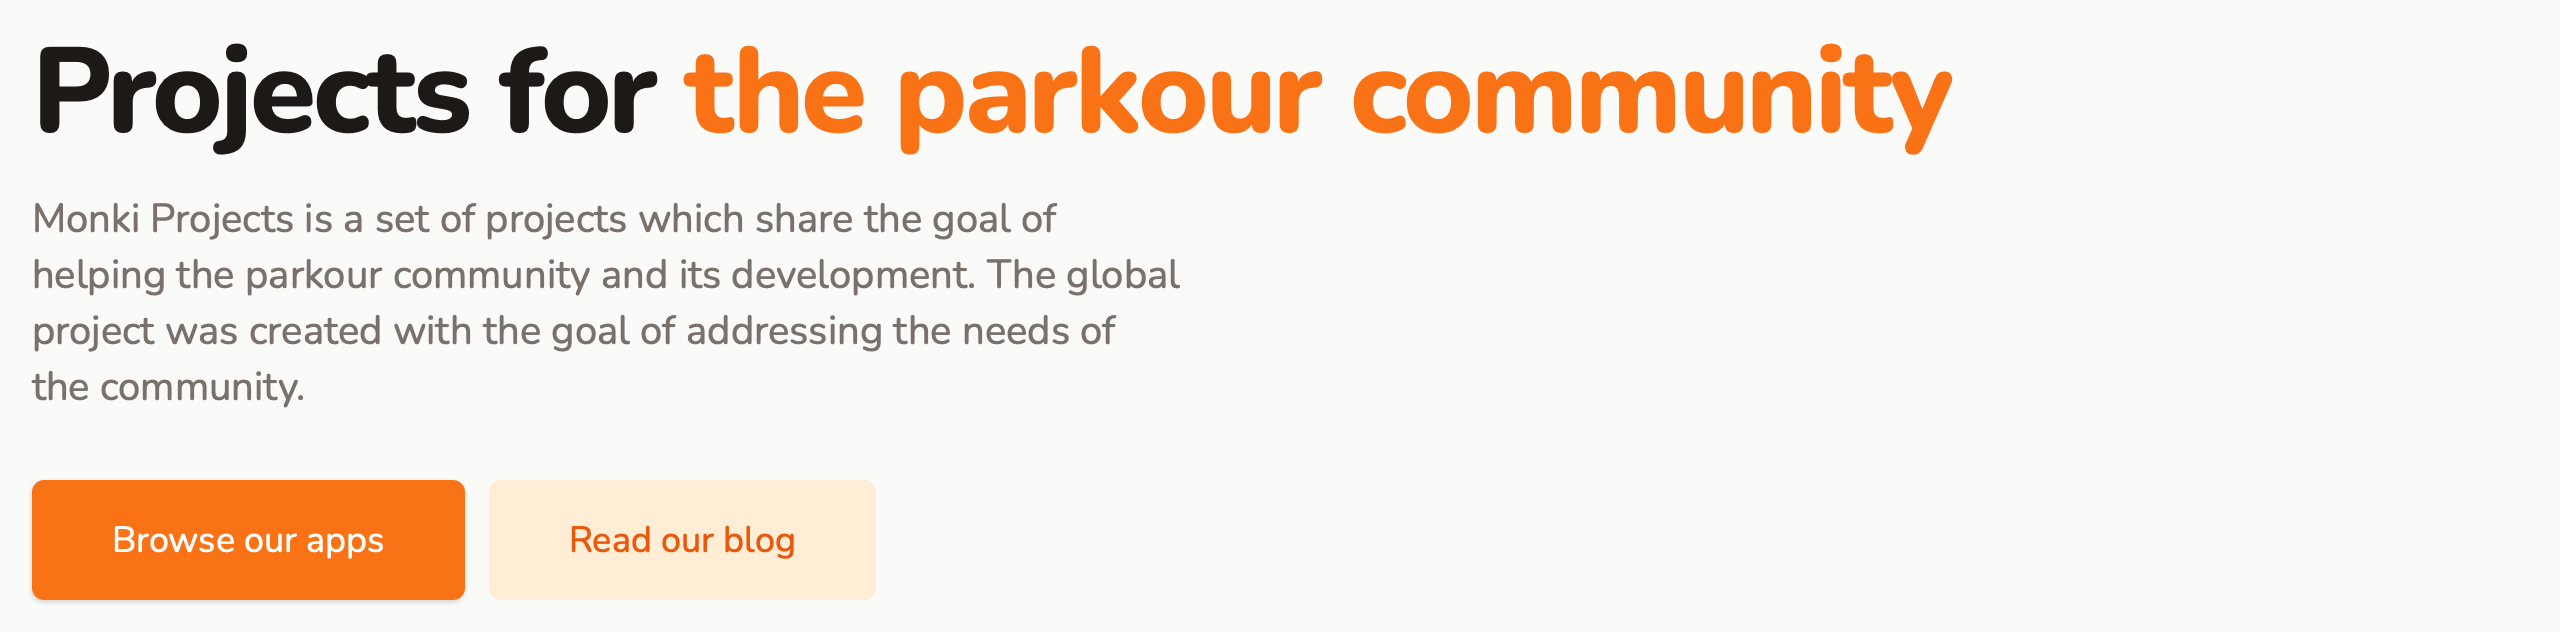 Projects for the parkour community
Monki Projects is a set of projects which share the goal of
helping the parkour community and its development. The global
project was created with the goal of addressing the needs of
the community.
Browse our apps
Read our blog